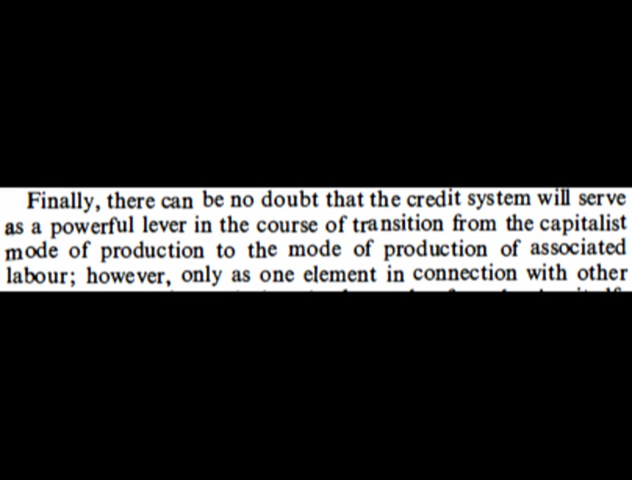 Finally, there can be no doubt that the credit system will serve
as a powerful lever in the course of transition from the capitalist
mode of production to the mode of production of associated
labour; however, only as one element in connection with other